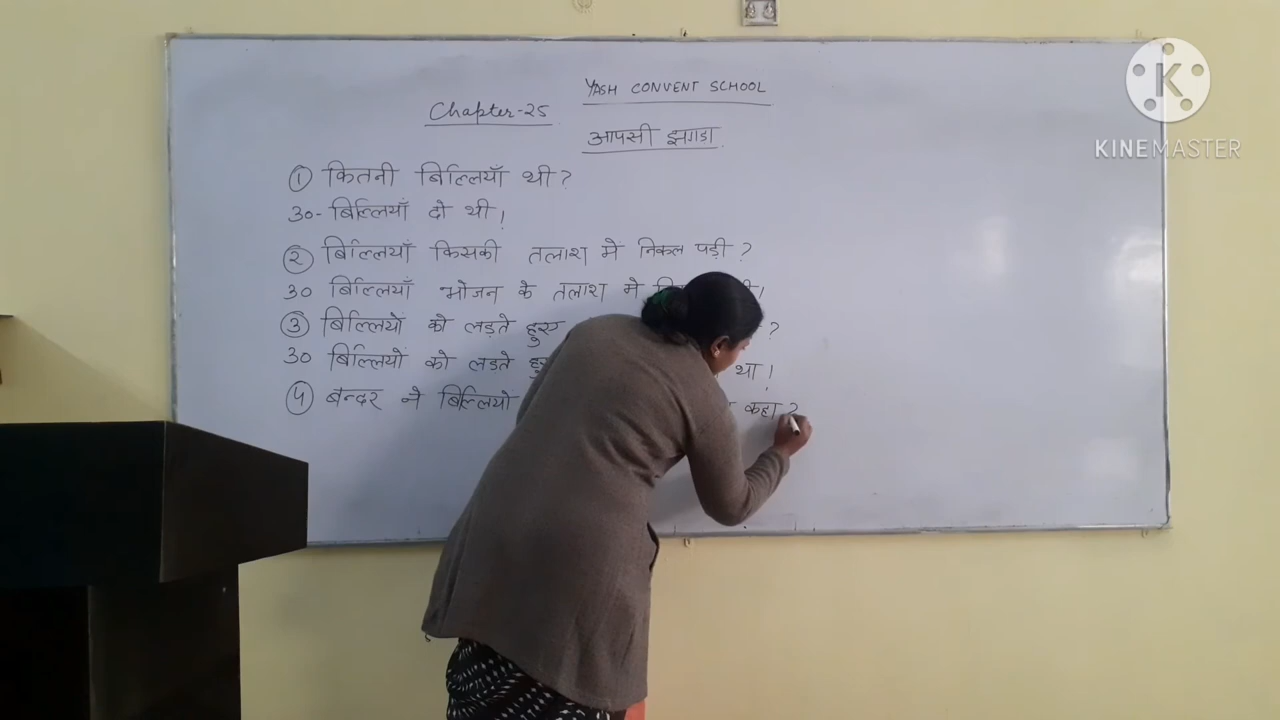 YASH CONVENT SCHOOL
Chapter-25
आपसी झगडा
① कितनी बिल्लियाँ थी?
उ०- बिल्लियाँ दो थी।
② बिल्लियाँ किसकी तलाश में निकल पड़ी?
उ० बिल्लियाँ भोजन के तलाश में
③ बिल्लियों को लड़ते हुए ?
उ० बिल्लियों को लडते था।
④ बन्दर ने बिल्लियों कहा?
K
KINEMASTER